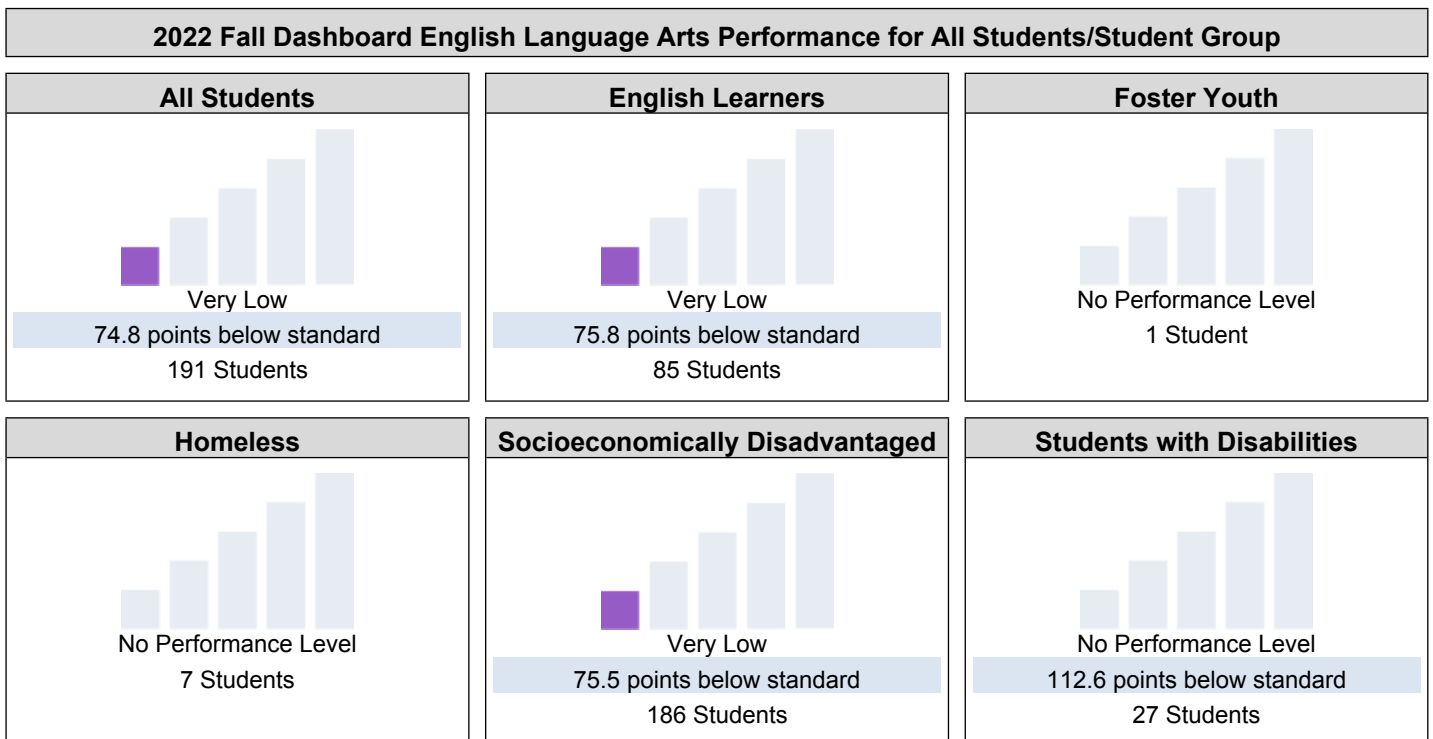 2022 Fall Dashboard English Language Arts Performance for All Students/Student Group
All Students
Very Low
74.8 points below standard
191 Students
English Learners
Very Low
75.8 points below standard
85 Students
Foster Youth
No Performance Level
1 Student
Homeless
No Performance Level
7 Students
Socioeconomically Disadvantaged
Very Low
75.5 points below standard
186 Students
Students with Disabilities
No Performance Level
112.6 points below standard
27 Students